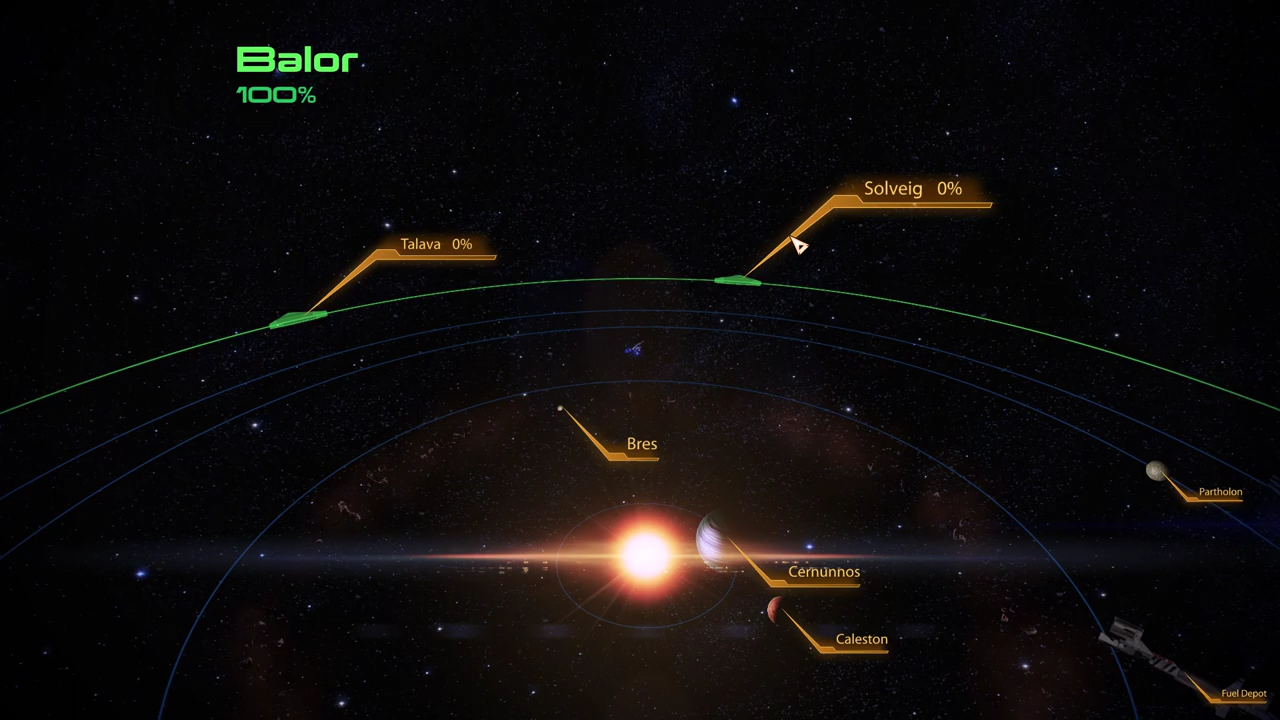 Balor
100%
Solveig 0%
Talava 0%
Bres
Partholon
Cernunnos
Caleston
Fuel Depot